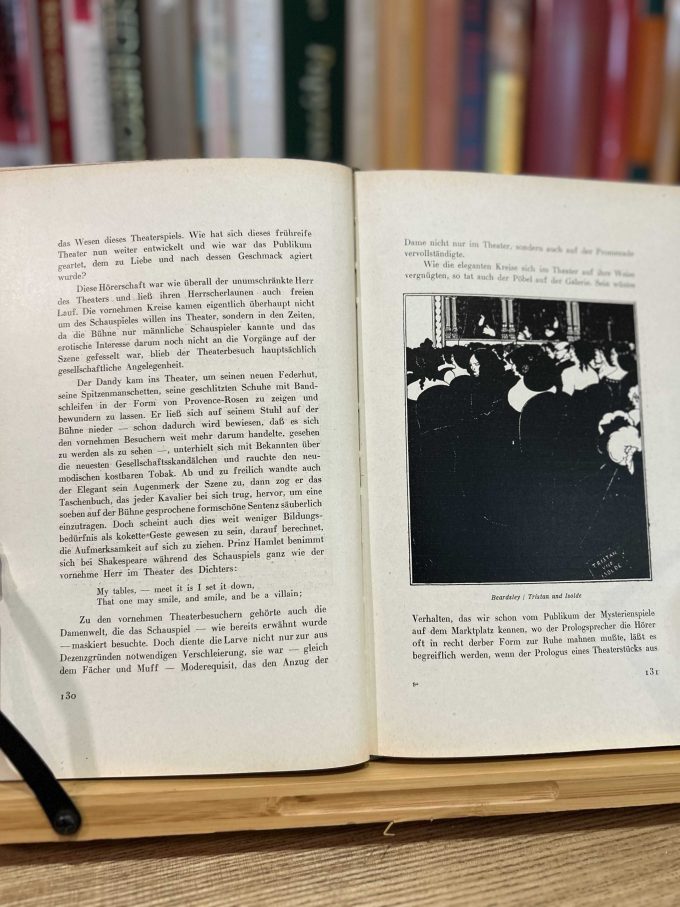 das Wesen dieses Theaterspiels. Wie hat sich dieses frühreife
Theater nun weiter entwickelt und wie war das Publikum
geartet, dem zu Liebe und nach dessen Geschmack agiert
wurde?
Diese Hörerschaft war wie überall der unumschränkte Herr
des Theaters und ließ ihren Herrscherlaunen auch freien
Lauf. Die vornehmen Kreise kamen eigentlich überhaupt nicht
um des Schauspieles willen ins Theater, sondern in den Zeiten,
da die Bühne nur männliche Schauspieler kannte und das
erotische Interesse darum noch nicht an die Vorgänge auf der
Szene gefesselt war, blieb der Theaterbesuch hauptsächlich
gesellschaftliche Angelegenheit.
Der Dandy kam ins Theater, um seinen neuen Federhut,
seine Spitzenmanschetten, seine geschlitzten Schuhe mit Band-
schleifen in der Form von Provence-Rosen zu zeigen und
bewundern zu lassen. Er ließ sich auf seinem Stuhl auf der
Bühne nieder — schon dadurch wird bewiesen, daß es sich
den vornehmen Besuchern weit mehr darum handelte, gesehen
zu werden als zu sehen —, unterhielt sich mit Bekannten über
die neuesten Gesellschaftsskandälchen und rauchte den neu-
modischen kostbaren Tobak. Ab und zu freilich wandte auch
der Elegant sein Augenmerk der Szene zu, dann zog er das
Taschenbuch, das jeder Kavalier bei sich trug, hervor, um eine
soeben auf der Bühne gesprochene formschöne Sentenz säuberlich
einzutragen. Doch scheint auch dies weit weniger Bildungs-
bedürfnis als kokette Geste gewesen zu sein, darauf berechnet,
die Aufmerksamkeit auf sich zu ziehen. Prinz Hamlet benimmt
sich bei Shakespeare während des Schauspiels ganz wie der
vornehme Herr im Theater des Dichters:
My tables, — meet it is I set it down,
That one may smile, and smile, and be a villain;
Zu den vornehmen Theaterbesuchern gehörte auch die
Damenwelt, die das Schauspiel — wie bereits erwähnt wurde
— maskiert besuchte. Doch diente die Larve nicht nur zur aus
Dezenzgründen notwendigen Verschleierung, sie war — gleich
dem Fächer und Muff — Moderequisit, das den Anzug der
130
Dame nicht nur im Theater, sondern auch auf der Promenade
vervollständigte.
Wie die eleganten Kreise sich im Theater auf ihre Weise
vergnügten, so tat auch der Pöbel auf der Galerie. Sein wüstes
TRISTAN
UND
ISOLDE
Beardsley / Tristan und Isolde
Verhalten, das wir schon vom Publikum der Mysterienspiele
auf dem Marktplatz kennen, wo der Prologsprecher die Hörer
oft in recht derber Form zur Ruhe mahnen mußte, läßt es
begreiflich werden, wenn der Prologus eines Theaterstücks aus
9*
131